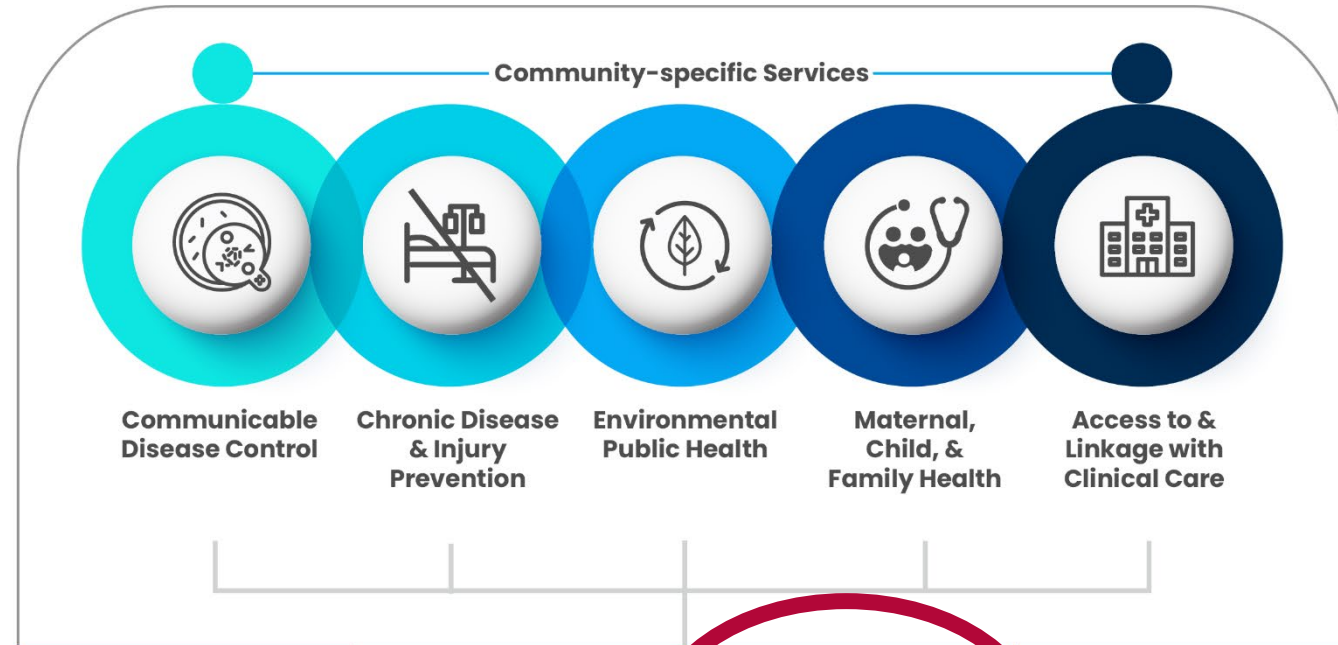 Community-specific Services
Communicable
Disease Control
Chronic Disease
& Injury
Prevention
Environmental
Public Health
Maternal,
Child, &
Family Health
Access to &
Linkage with
Clinical Care